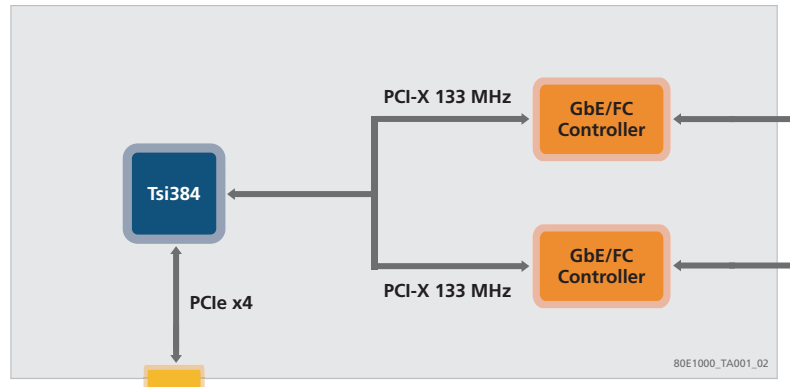 PCI-X 133 MHz
GbE/FC
Controller
Tsi384
GbE/FC
Controller
PCI-X 133 MHz
PCIe x4
80E1000_TA001_02